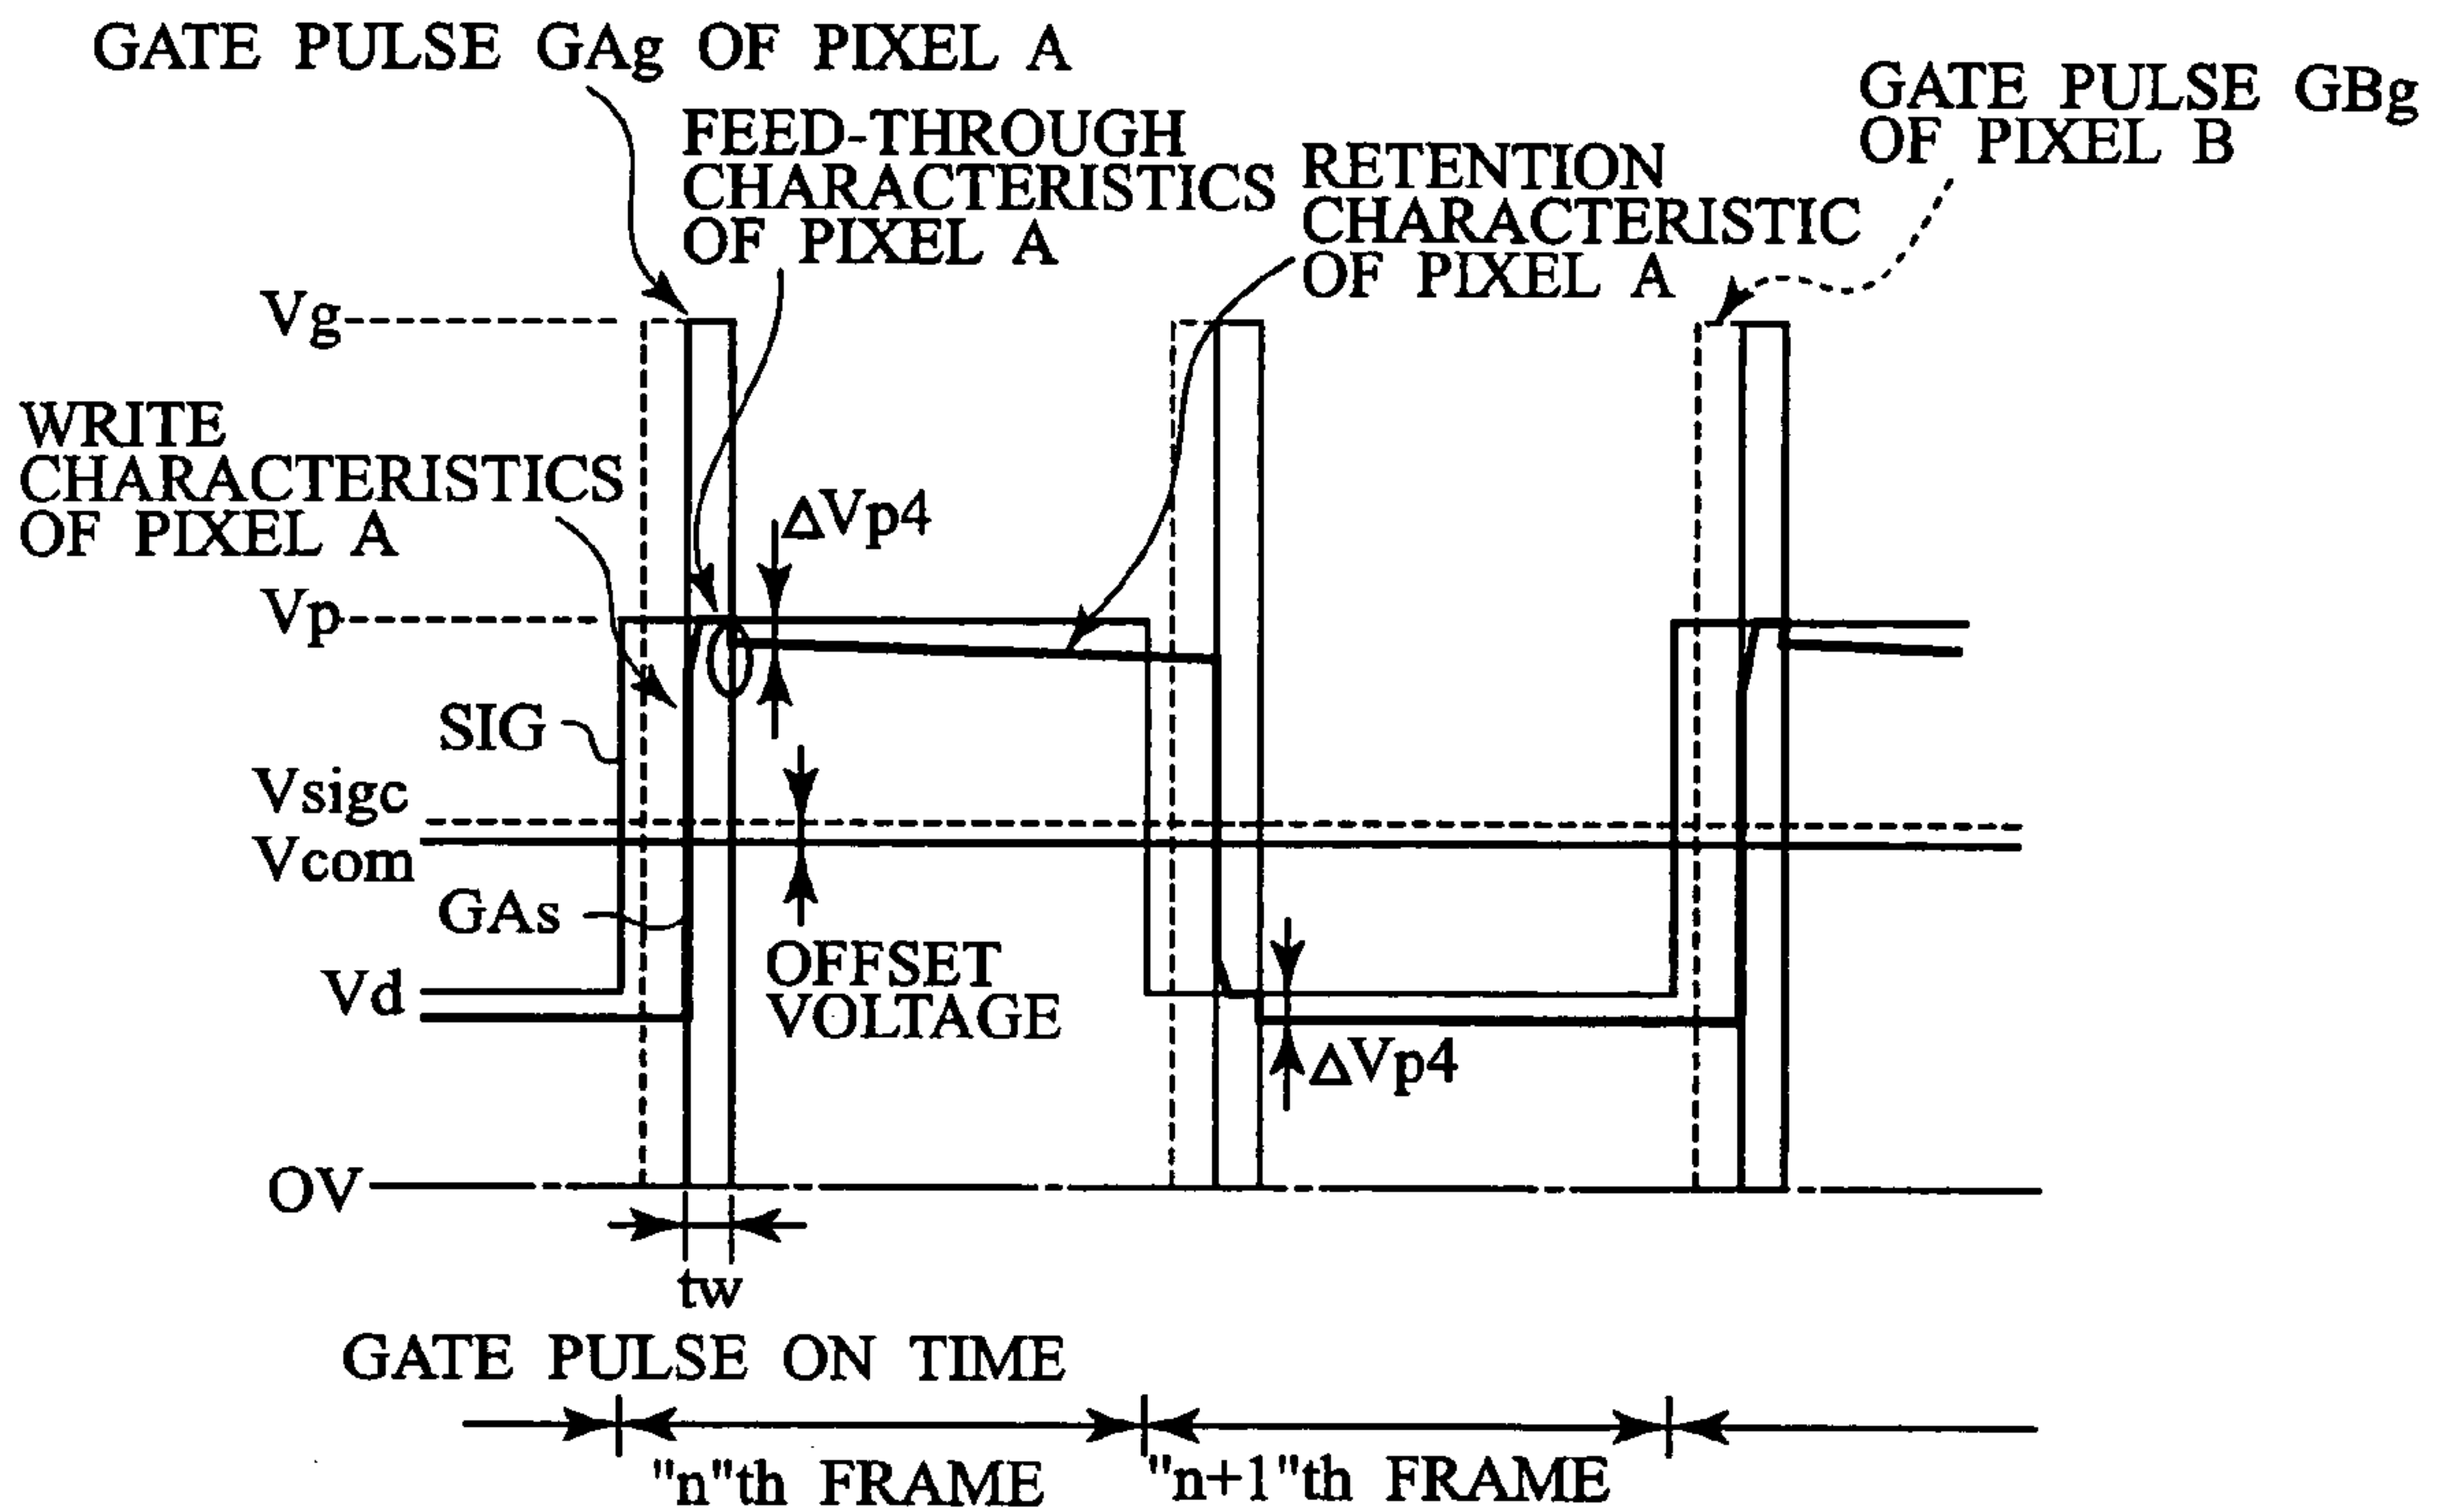 GATE PULSE GAg OF PIXEL A
FEED-THROUGH
CHARACTERISTICS
OF PIXEL A
RETENTION
CHARACTERISTIC
OF PIXEL A
GATE PULSE GBg
OF PIXEL B
Vg
WRITE
CHARACTERISTICS
OF PIXEL A
ΔVp4
Vp
SIG
Vsigc
Vcom
GAs
OFFSET
VOLTAGE
Vd
ΔVp4
OV
tw
GATE PULSE ON TIME
"n"th FRAME
"n+1"th FRAME